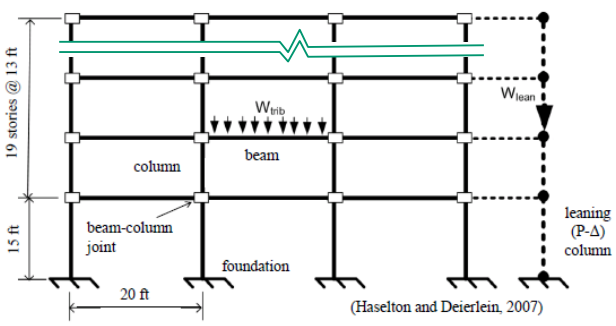 19 stories @ 13 ft
W_trib
W_lean
beam
column
beam-column
joint
leaning
(P-Δ)
column
15 ft
foundation
20 ft
(Haselton and Deierlein, 2007)